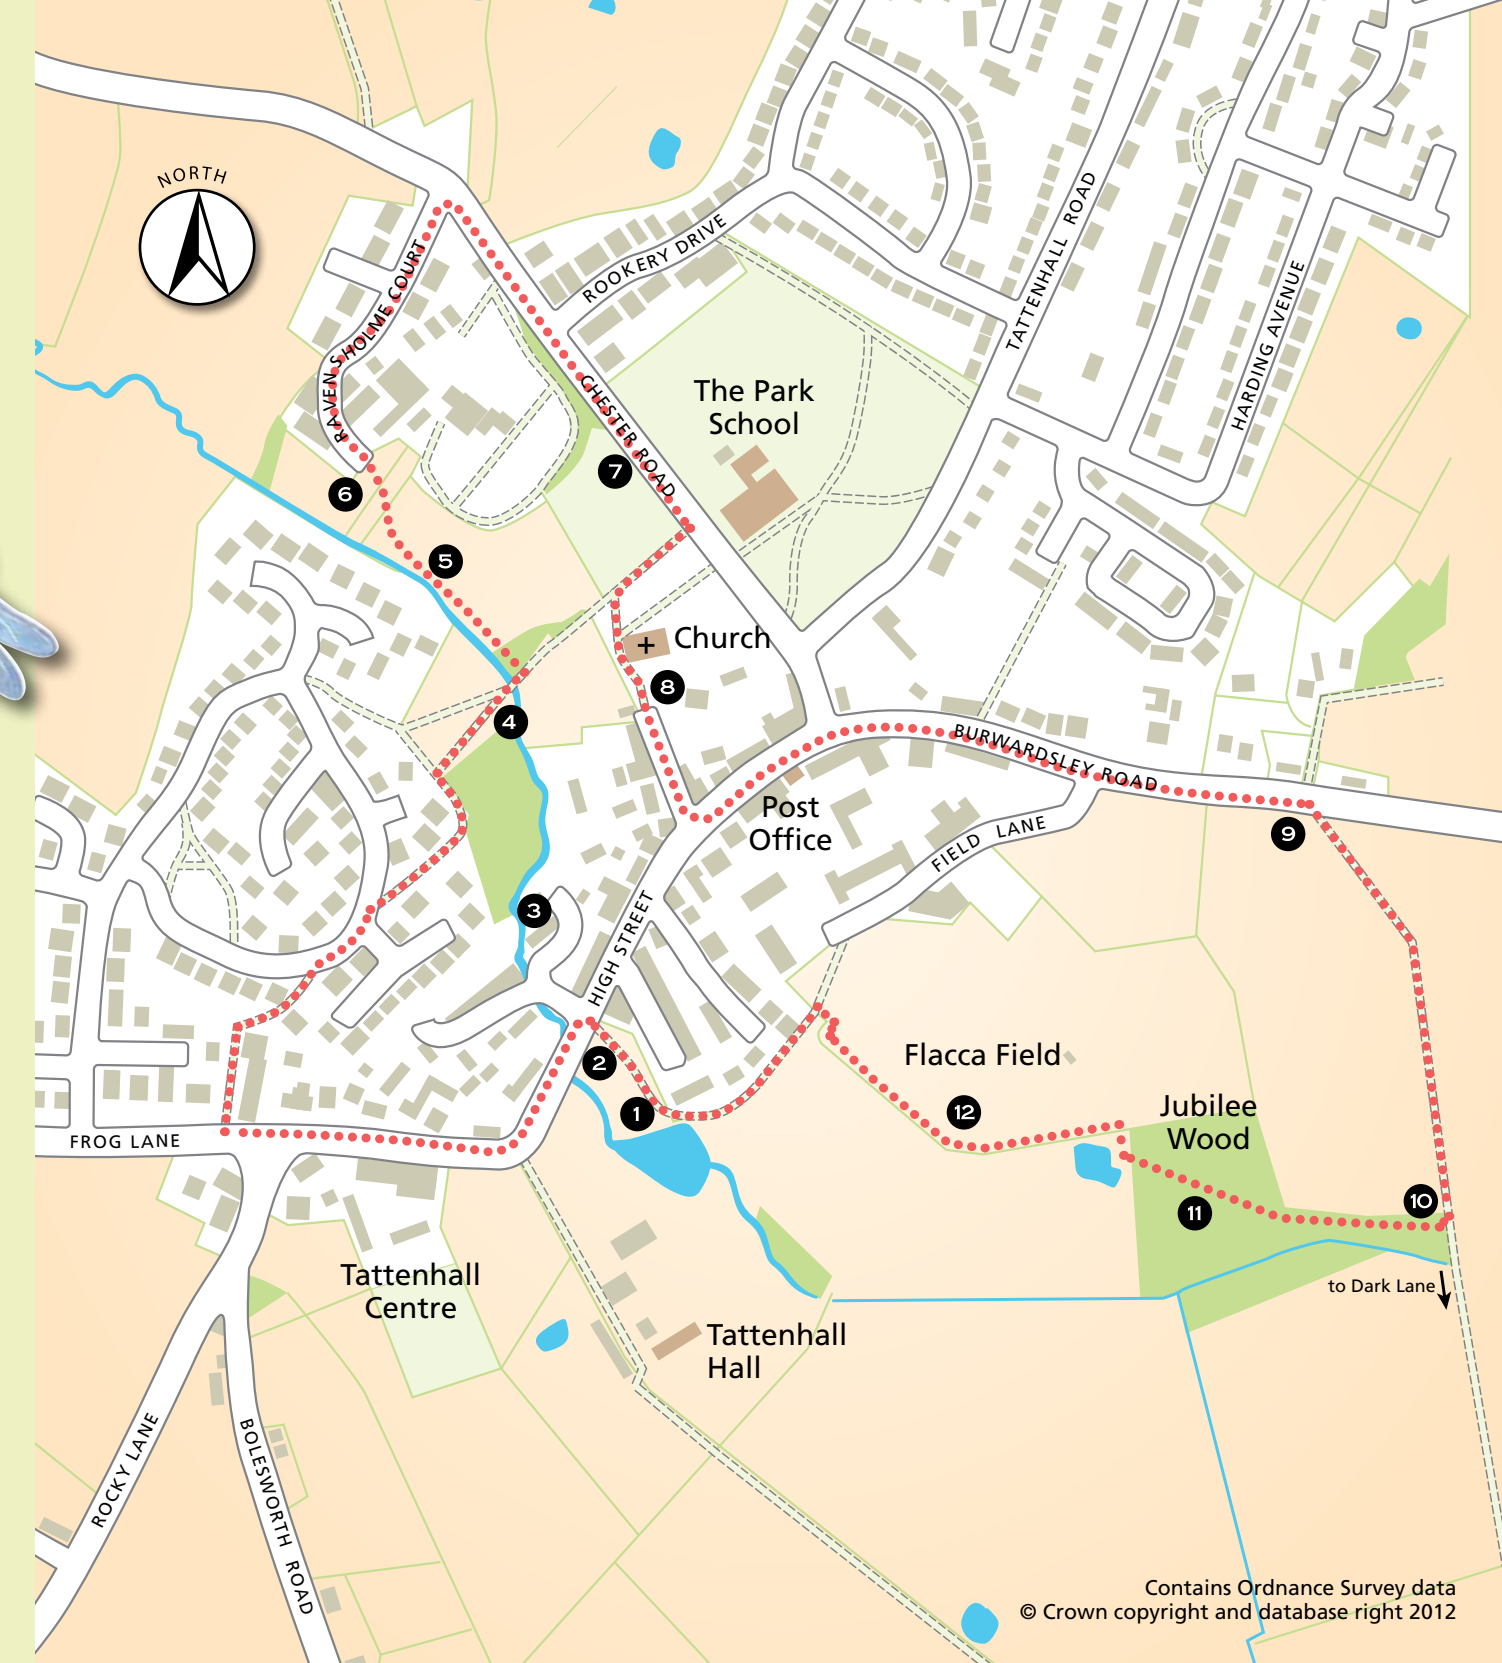 NORTH
RAVENSHOLME COURT
ROOKERY DRIVE
TATTENHALL ROAD
HARDING AVENUE
CHESTER ROAD
The Park
School
7
6
5
Church
8
4
BURWARDSLEY ROAD
Post
Office
FIELD LANE
9
3
HIGH STREET
2
1
Flacca Field
12
Jubilee
Wood
FROG LANE
10
11
Tattenhall
Centre
to Dark Lane
Tattenhall
Hall
ROCKY LANE
BOLESWORTH ROAD
Contains Ordnance Survey data
© Crown copyright and database right 2012